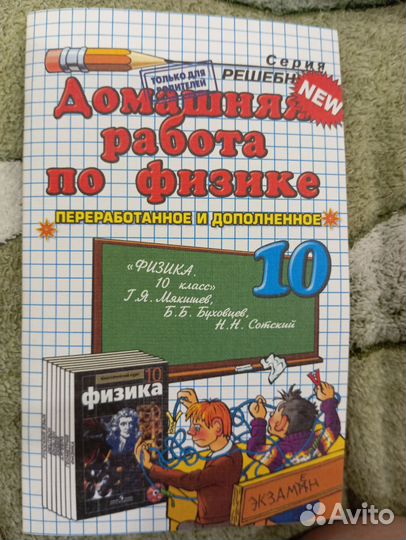 Серия
РЕШЕБН
ТОЛЬКО ДЛЯ
РОДИТЕЛЕЙ
NEW
Домашняя
работа
по физике
ПЕРЕРАБОТАННОЕ И ДОПОЛНЕННОЕ
10
«ФИЗИКА.
10 класс»
Г.Я. Мякишев,
Б.Б. Буховцев,
Н.Н. Сотский
10
физика
ЭКЗАМЕН
Avito